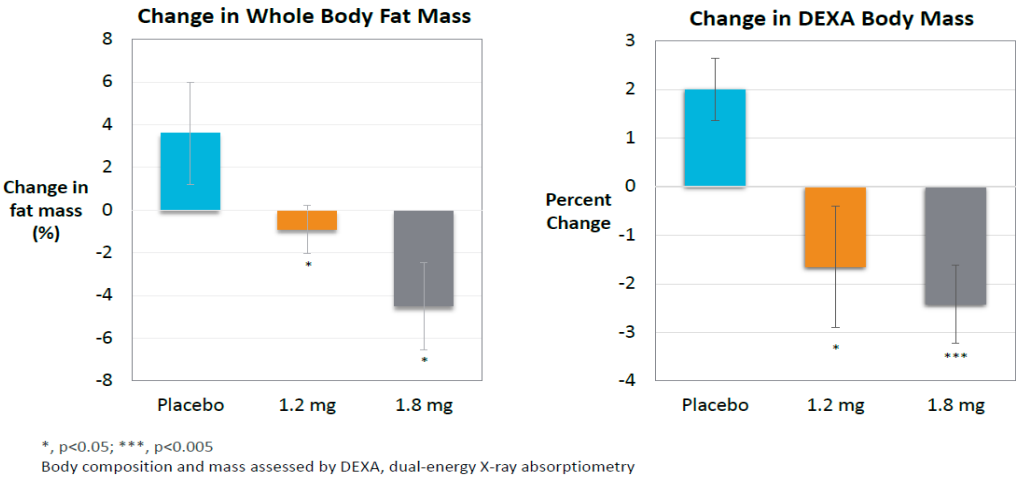 Change in Whole Body Fat Mass
8
6
4
2
0
-2
-4
-6
-8
Change in
fat mass
(%)
*
*
Placebo
1.2 mg
1.8 mg
Change in DEXA Body Mass
3
2
1
0
-1
-2
-3
-4
Percent
Change
*
***
Placebo
1.2 mg
1.8 mg
*, p<0.05; ***, p<0.005
Body composition and mass assessed by DEXA, dual-energy X-ray absorptiometry